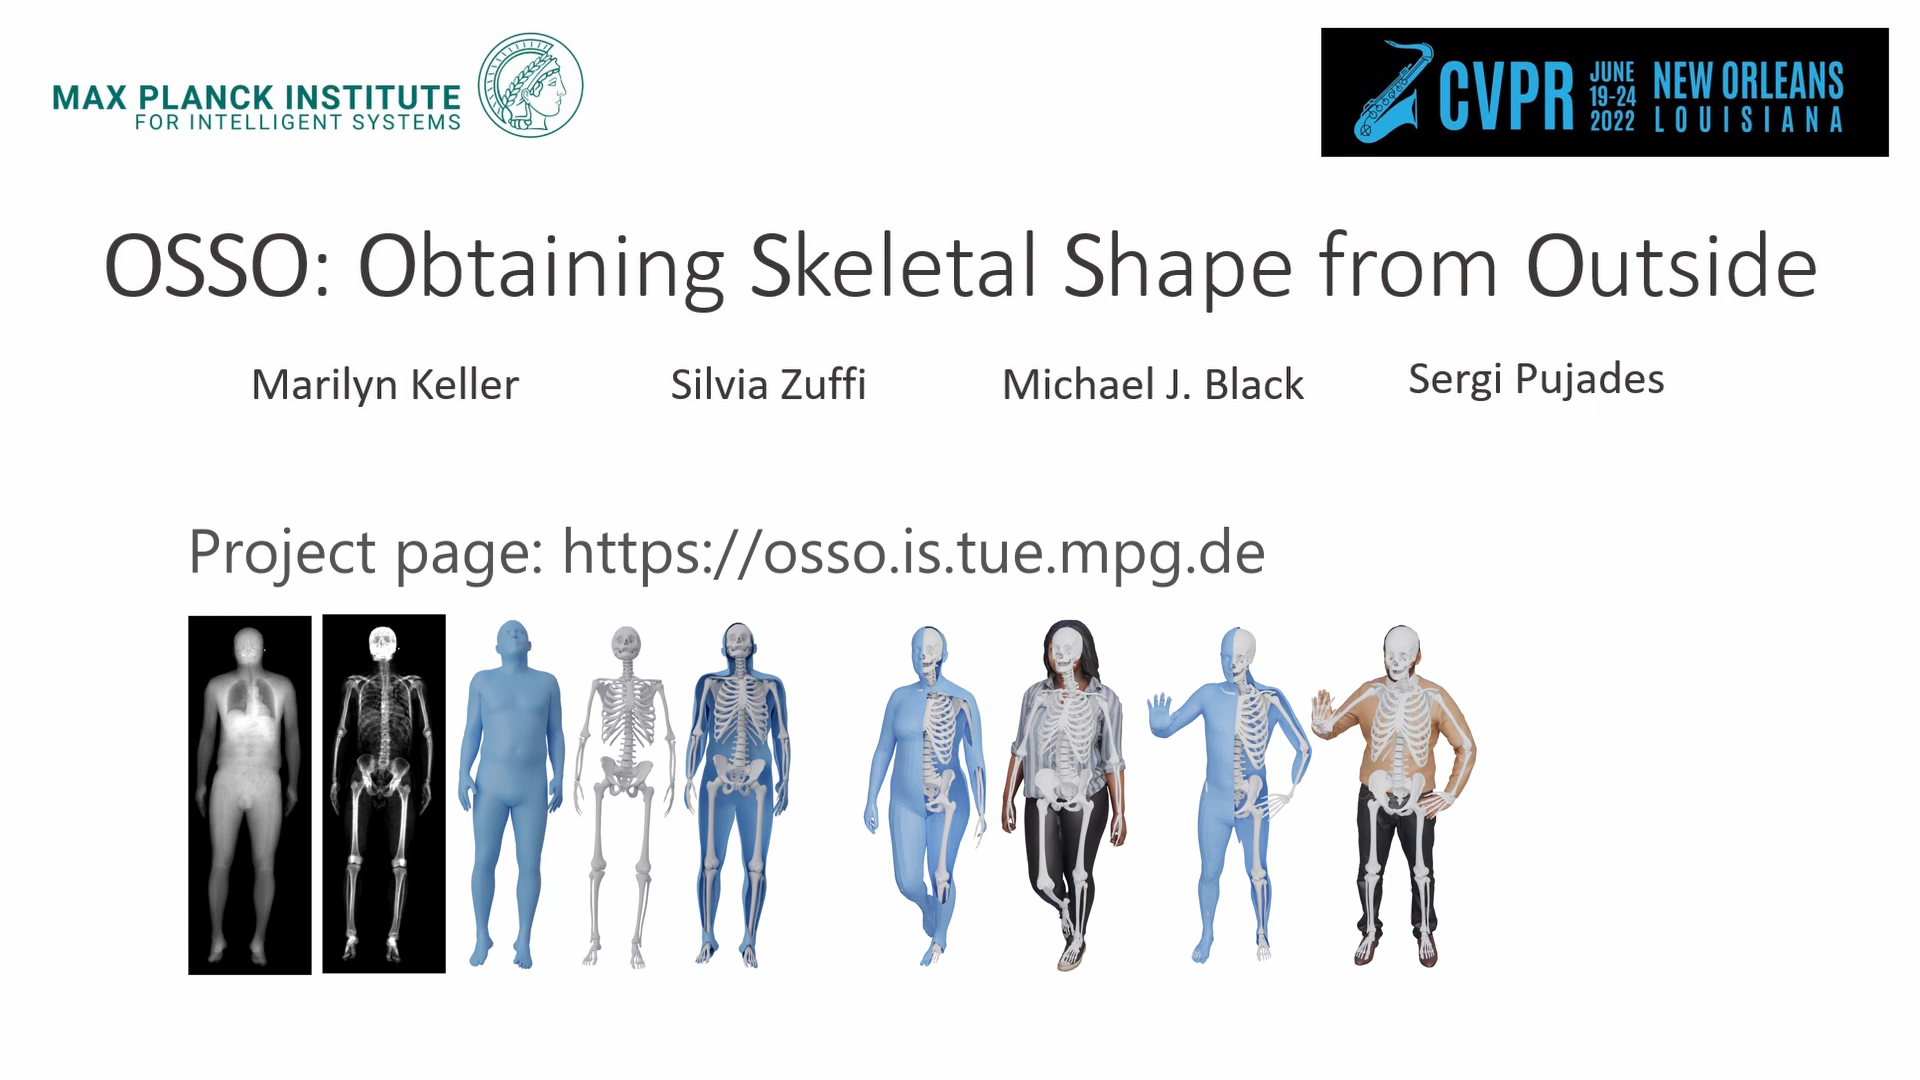 MAX PLANCK INSTITUTE
FOR INTELLIGENT SYSTEMS
CVPR
JUNE
19-24
2022
NEW ORLEANS
LOUISIANA
OSSO: Obtaining Skeletal Shape from Outside
Marilyn Keller
Silvia Zuffi
Michael J. Black
Sergi Pujades
Project page: https://osso.is.tue.mpg.de